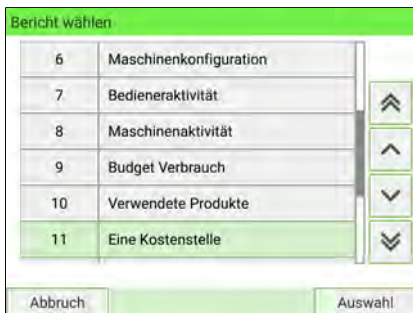 Bericht wählen
6 Maschinenkonfiguration
7 Bedieneraktivität
8 Maschinenaktivität
9 Budget Verbrauch
10 Verwendete Produkte
11 Eine Kostenstelle
Abbruch Auswahl